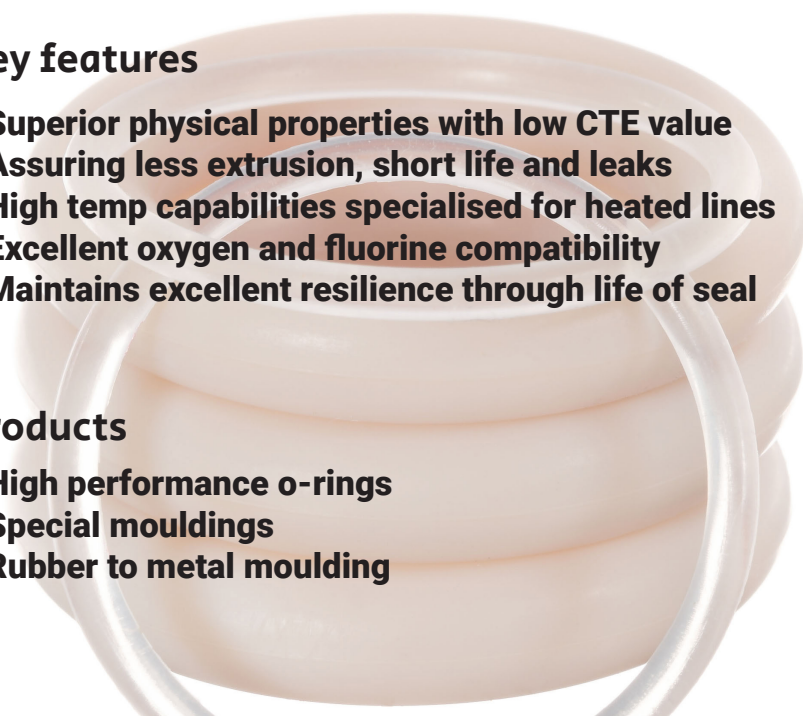 ey features
Superior physical properties with low CTE value
Assuring less extrusion, short life and leaks
High temp capabilities specialised for heated lines
Excellent oxygen and fluorine compatibility
Maintains excellent resilience through life of seal
roducts
High performance o-rings
Special mouldings
Rubber to metal moulding